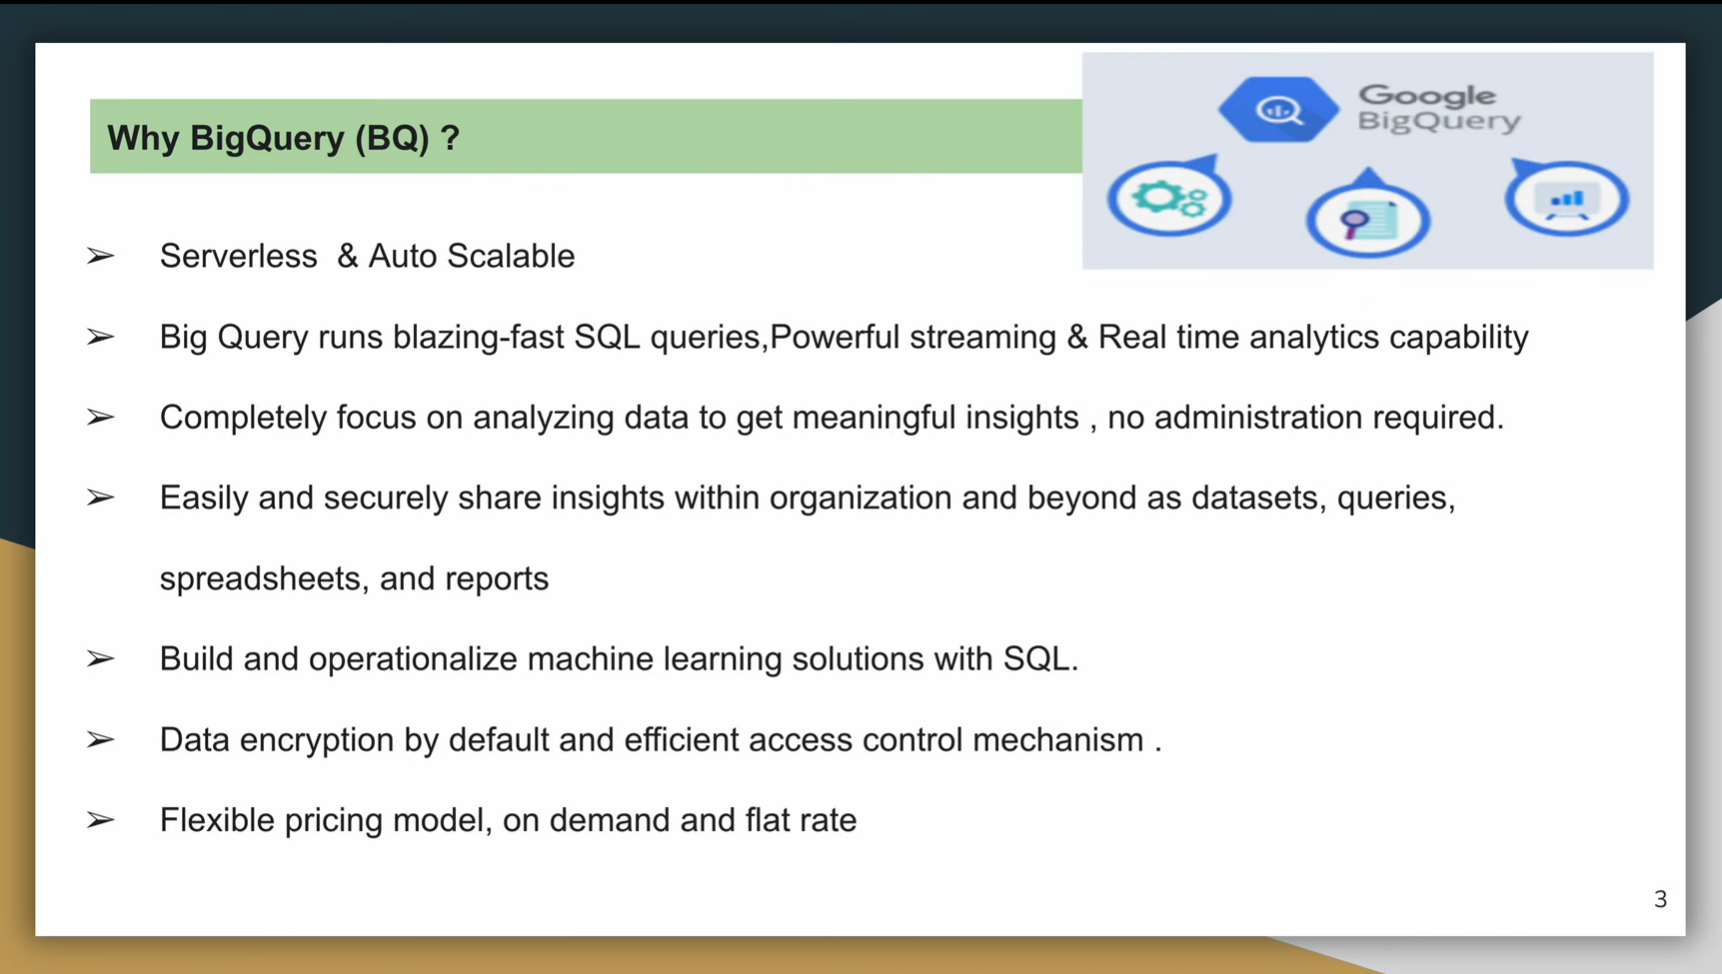 Why BigQuery (BQ) ?
Google
BigQuery
➢ Serverless  & Auto Scalable
➢ Big Query runs blazing-fast SQL queries,Powerful streaming & Real time analytics capability
➢ Completely focus on analyzing data to get meaningful insights , no administration required.
➢ Easily and securely share insights within organization and beyond as datasets, queries,
spreadsheets, and reports
➢ Build and operationalize machine learning solutions with SQL.
➢ Data encryption by default and efficient access control mechanism .
➢ Flexible pricing model, on demand and flat rate
3